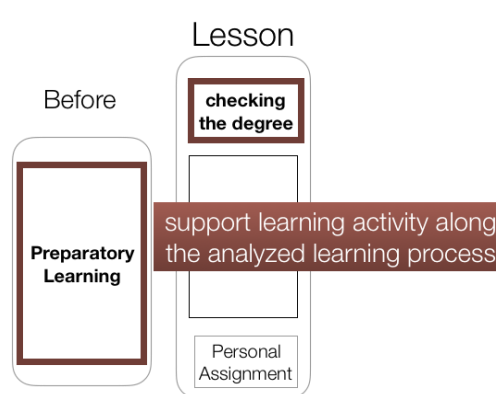 Lesson
Before
checking
the degree
Preparatory
Learning
support learning activity along
the analyzed learning process
Personal
Assignment